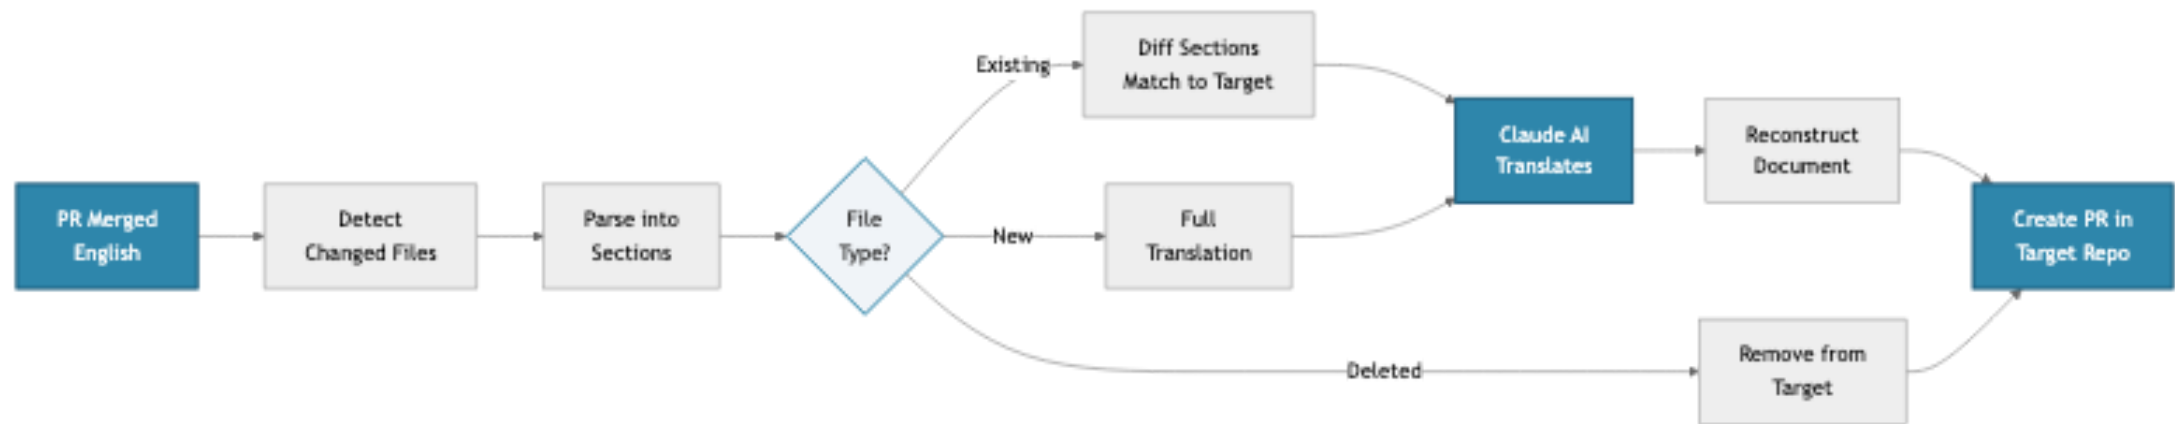 PR Merged
English
Detect
Changed Files
Parse into
Sections
File
Type?
Existing
Diff Sections
Match to Target
New
Full
Translation
Deleted
Claude AI
Translates
Reconstruct
Document
Remove from
Target
Create PR in
Target Repo